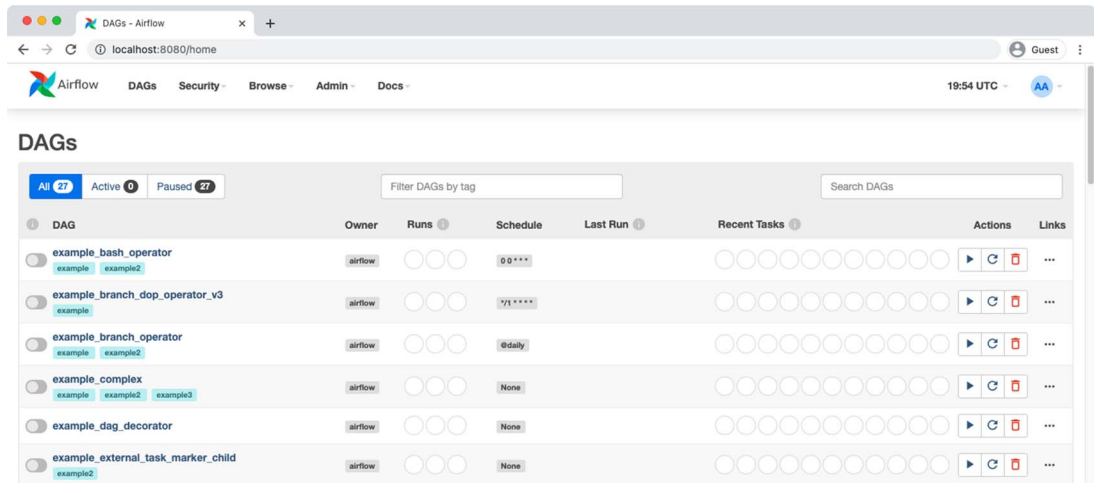 DAGs - Airflow
localhost:8080/home
Guest
Airflow DAGs Security Browse Admin Docs 19:54 UTC AA
DAGs
All 27 Active 0 Paused 27 Filter DAGs by tag Search DAGs
DAG Owner Runs Schedule Last Run Recent Tasks Actions Links
example_bash_operator
example example2
airflow 0 0 * * *
example_branch_dop_operator_v3
example
airflow */1 * * * *
example_branch_operator
example example2
airflow @daily
example_complex
example example2 example3
airflow None
example_dag_decorator airflow None
example_external_task_marker_child
example2
airflow None